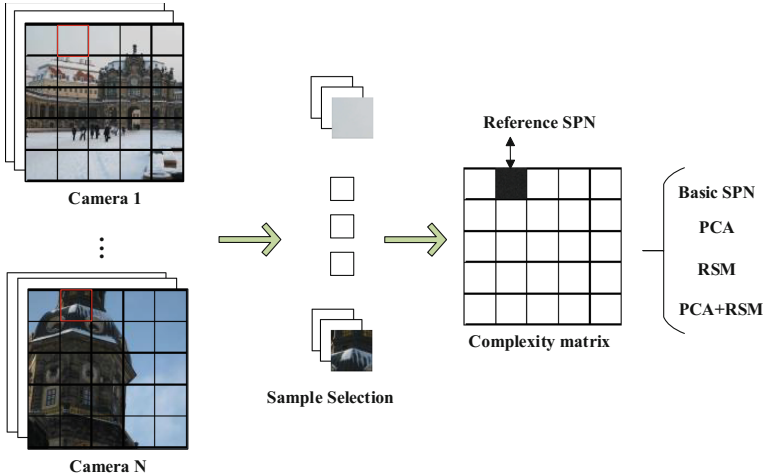 Camera 1
Camera N
Sample Selection
Reference SPN
Complexity matrix
Basic SPN
PCA
RSM
PCA+RSM